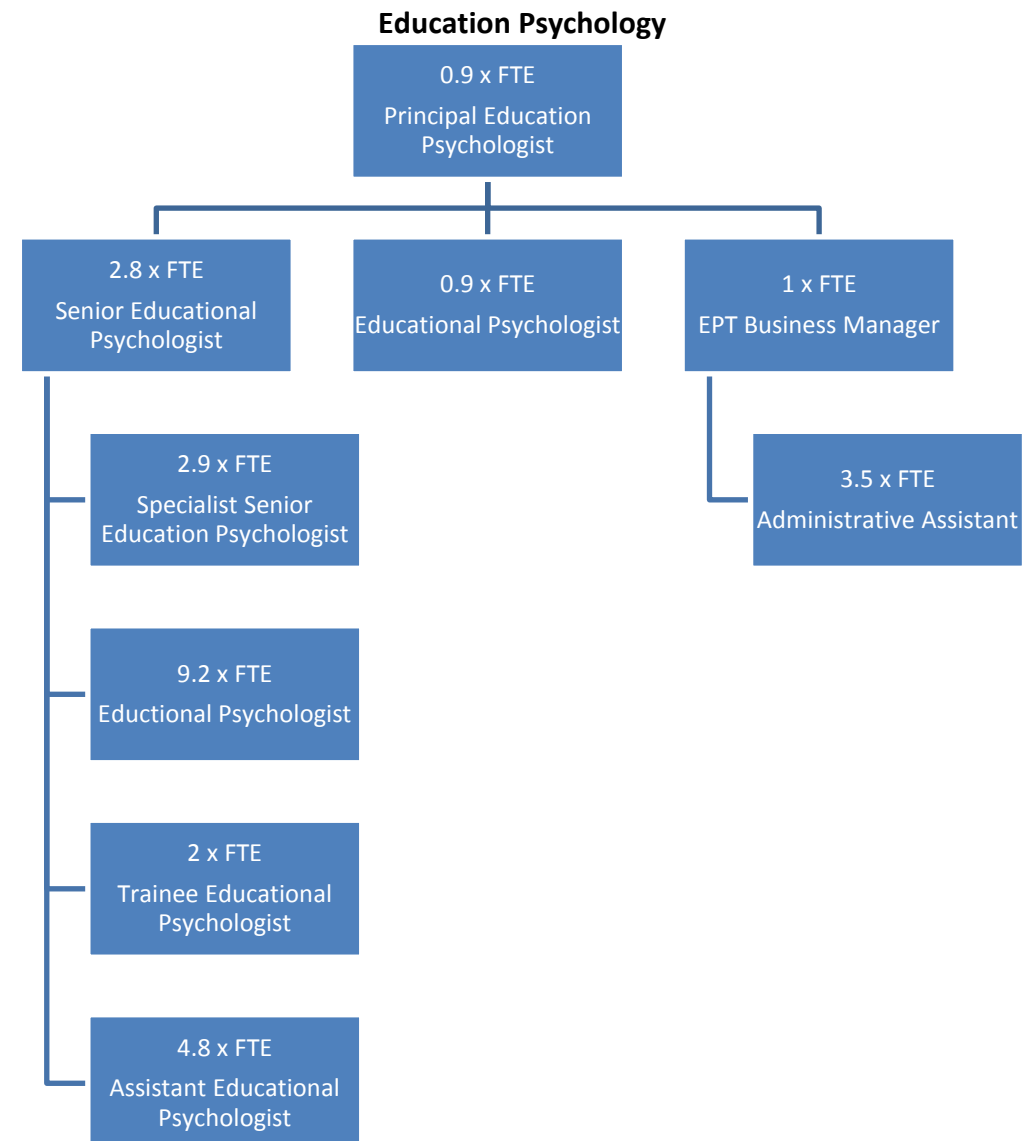 Education Psychology
0.9 x FTE
Principal Education
Psychologist
2.8 x FTE
Senior Educational
Psychologist
0.9 x FTE
Educational Psychologist
1 x FTE
EPT Business Manager
2.9 x FTE
Specialist Senior
Education Psychologist
3.5 x FTE
Administrative Assistant
9.2 x FTE
Eductional Psychologist
2 x FTE
Trainee Educational
Psychologist
4.8 x FTE
Assistant Educational
Psychologist